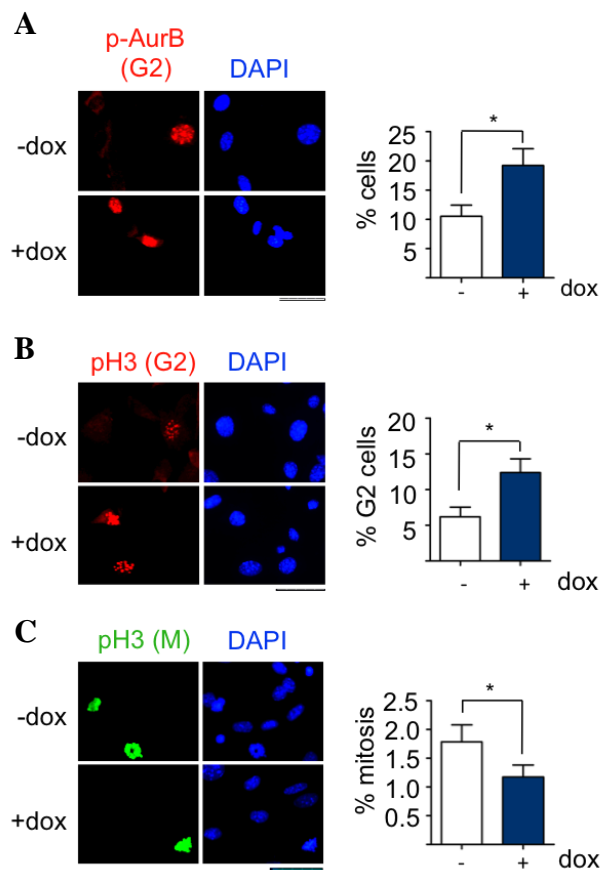 A
p-AurB
(G2)
DAPI
-dox
+dox
% cells
25
20
15
10
0
*
-
+
dox
B
pH3 (G2)
DAPI
-dox
+dox
% G2 cells
20
15
10
5
*
-
+
dox
C
pH3 (M)
DAPI
-dox
+dox
% mitosis
2.5
2.0
1.5
1.0
0.5
*
-
+
dox